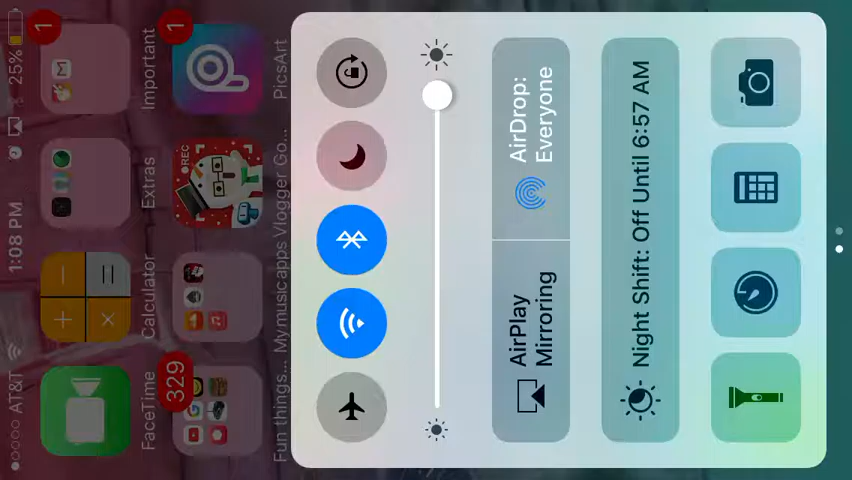 AT&T 1:08 PM 25%
1
1
FaceTime Calculator Extras Important
329
REC
Fun things... Mymusicapps Vlogger Go... PicsArt
AirPlay
Mirroring
AirDrop:
Everyone
Night Shift: Off Until 6:57 AM